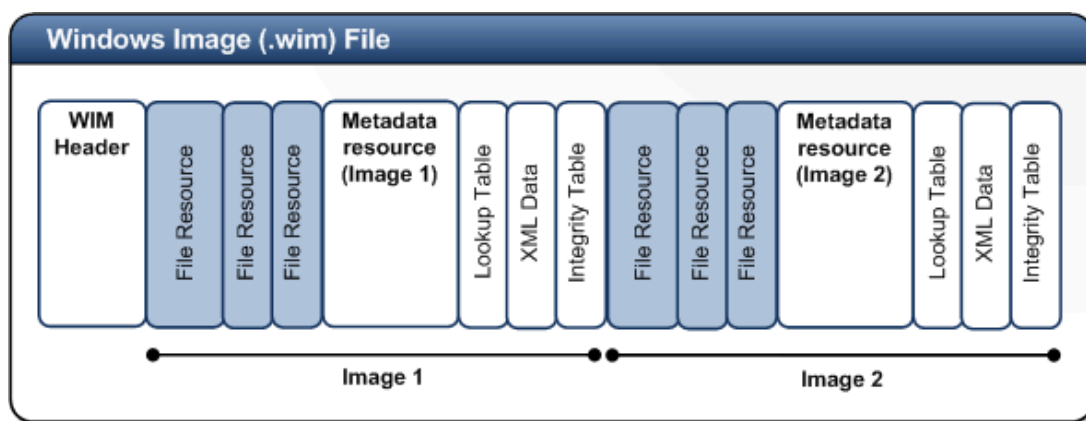 Windows Image (.wim) File
WIM
Header
File Resource
File Resource
File Resource
Metadata
resource
(Image 1)
Lookup Table
XML Data
Integrity Table
File Resource
File Resource
File Resource
Metadata
resource
(Image 2)
Lookup Table
XML Data
Integrity Table
Image 1
Image 2